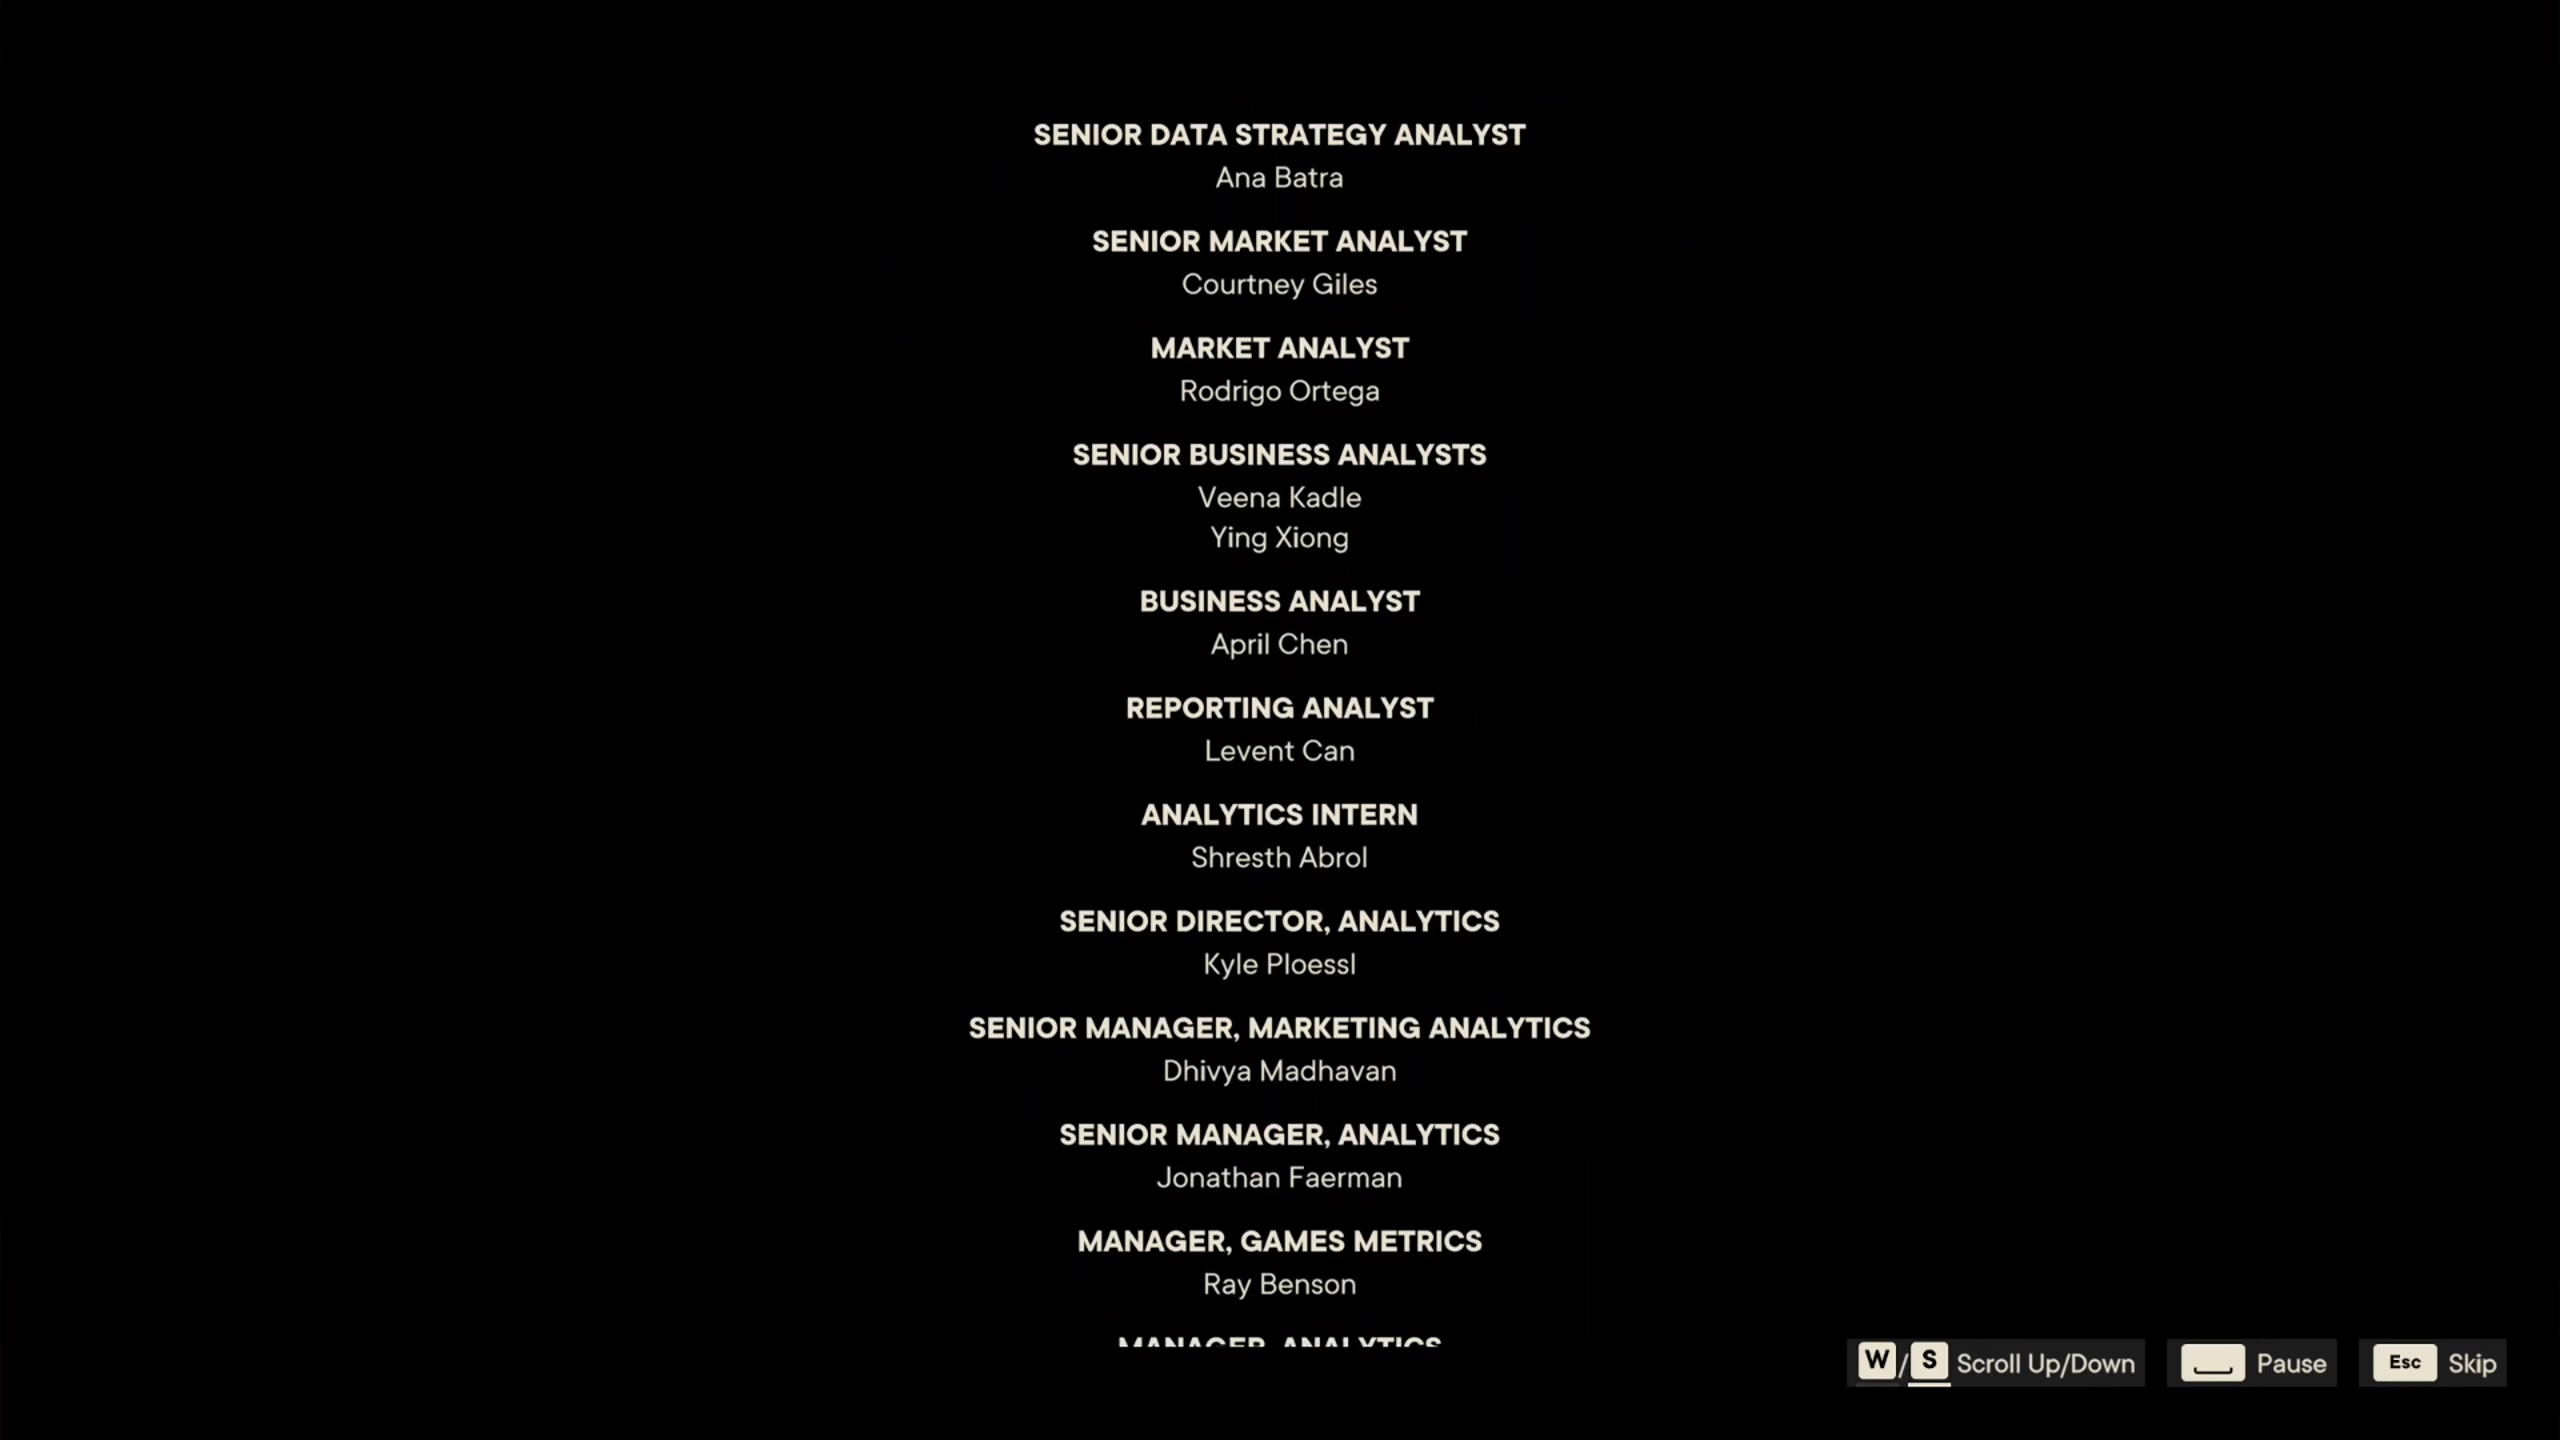 SENIOR DATA STRATEGY ANALYST
Ana Batra
SENIOR MARKET ANALYST
Courtney Giles
MARKET ANALYST
Rodrigo Ortega
SENIOR BUSINESS ANALYSTS
Veena Kadle
Ying Xiong
BUSINESS ANALYST
April Chen
REPORTING ANALYST
Levent Can
ANALYTICS INTERN
Shresth Abrol
SENIOR DIRECTOR, ANALYTICS
Kyle Ploessl
SENIOR MANAGER, MARKETING ANALYTICS
Dhivya Madhavan
SENIOR MANAGER, ANALYTICS
Jonathan Faerman
MANAGER, GAMES METRICS
Ray Benson
MANAGER, ANALYTICS
W/S Scroll Up/Down Pause Esc Skip